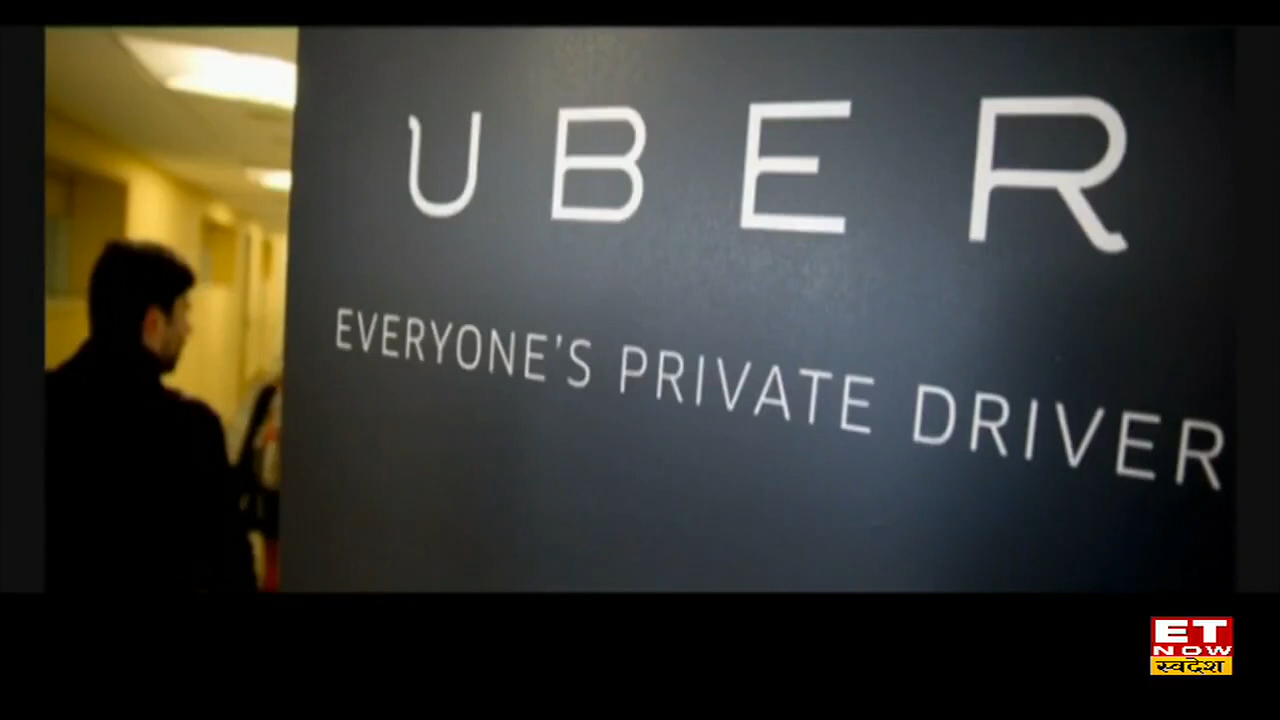 UBER
EVERYONE'S PRIVATE DRIVER
ET
NOW
स्वदेश